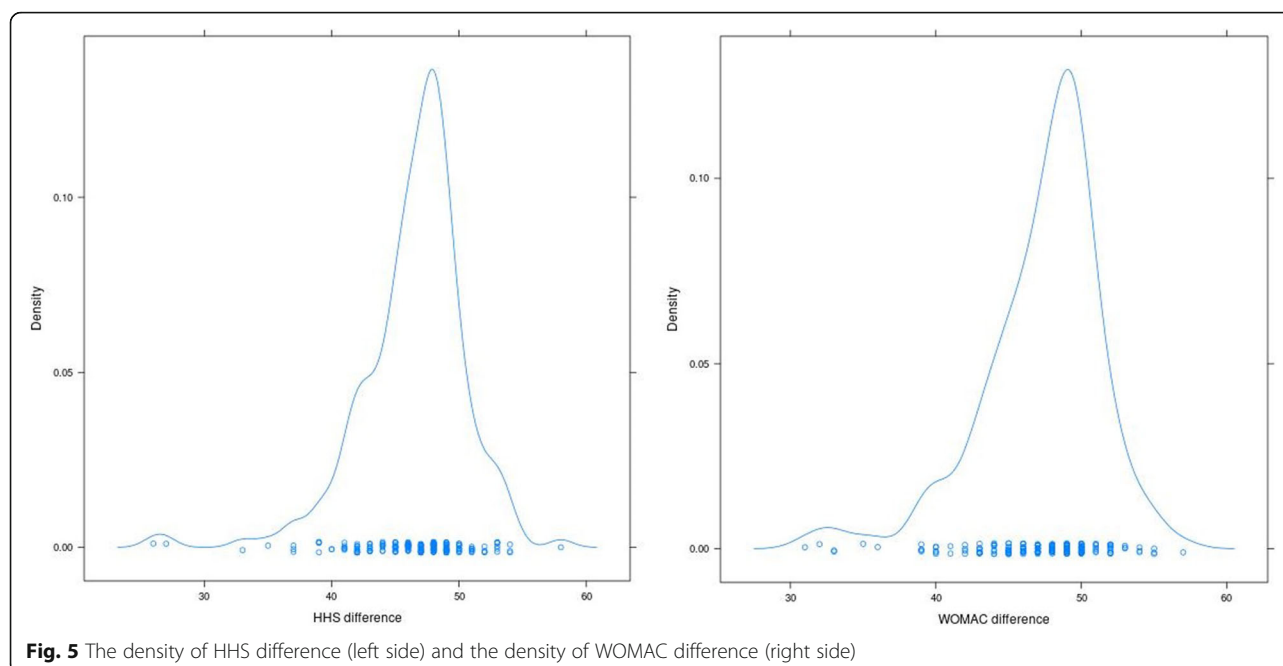 0.10
0.05
0.00
Density
30 40 50 60
HHS difference
0.10
0.05
0.00
Density
30 40 50 60
WOMAC difference
Fig. 5 The density of HHS difference (left side) and the density of WOMAC difference (right side)